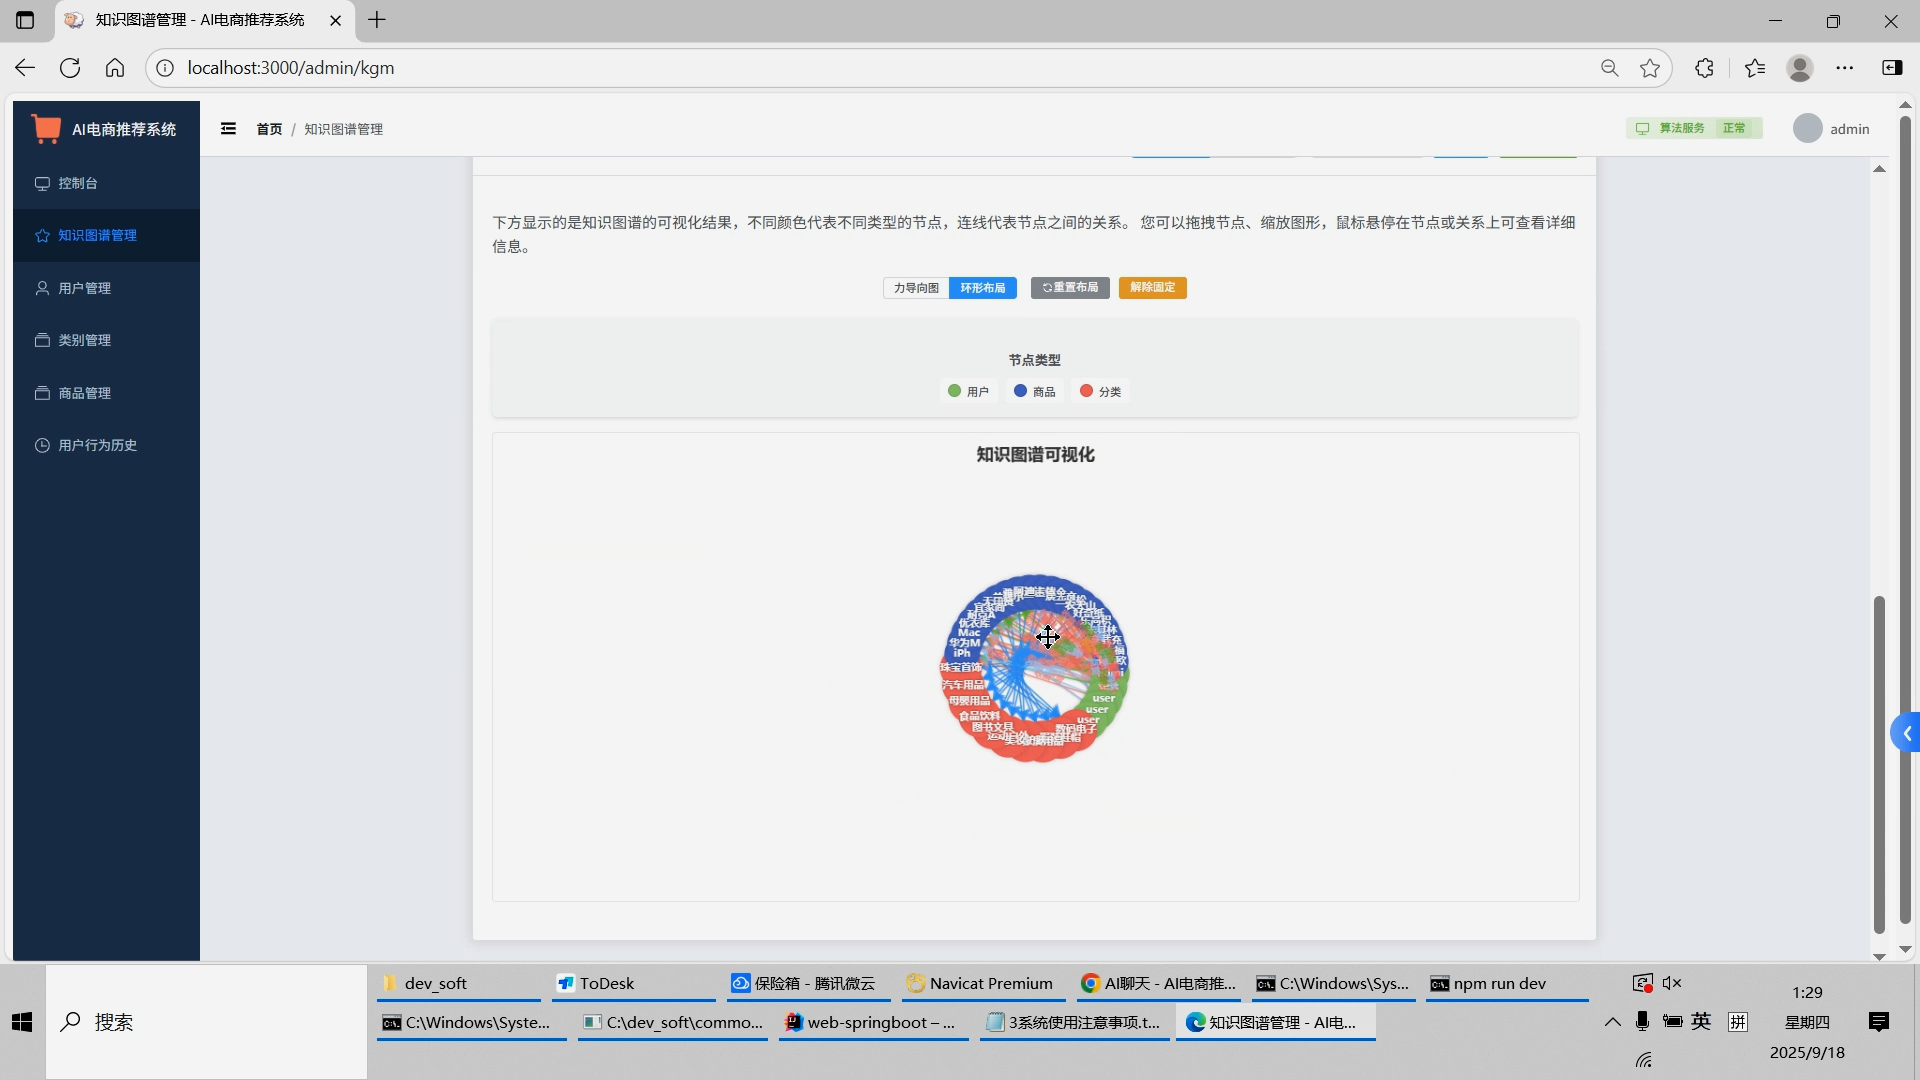 知识图谱管理 - AI电商推荐系统
localhost:3000/admin/kgm
AI电商推荐系统
首页 / 知识图谱管理
算法服务 正常
admin
控制台
知识图谱管理
用户管理
类别管理
商品管理
用户行为历史
下方显示的是知识图谱的可视化结果，不同颜色代表不同类型的节点，连线代表节点之间的关系。 您可以拖拽节点、缩放图形，鼠标悬停在节点或关系上可查看详细
信息。
力导向图 环形布局 重置布局 解除固定
节点类型
用户 商品 分类
知识图谱可视化
优衣库
Mac
华为M
iPh
珠宝首饰
汽车用品
母婴用品
食品饮料
图书文具
数码电子
user
user
user
dev_soft
ToDesk
保险箱 - 腾讯微云
Navicat Premium
AI聊天 - AI电商推...
C:\Windows\Sys...
npm run dev
搜索
C:\Windows\Syste...
C:\dev_soft\commo...
web-springboot – ...
3系统使用注意事项.t...
知识图谱管理 - AI电...
英
拼
1:29
星期四
2025/9/18